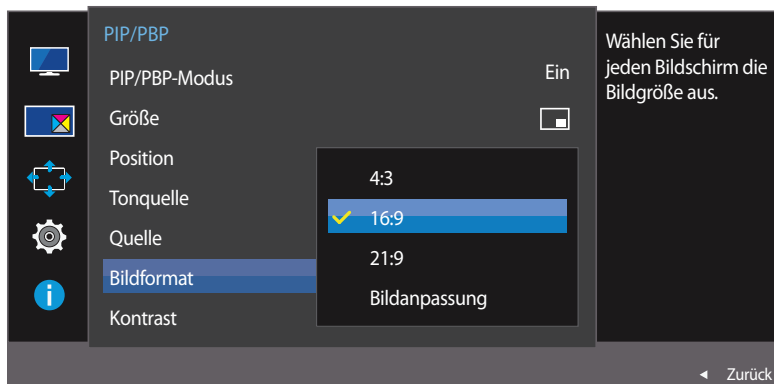 PIP/PBP
PIP/PBP-Modus Ein
Größe
Position
Tonquelle
Quelle
Bildformat
Kontrast
4:3
16:9
21:9
Bildanpassung
Wählen Sie für
jeden Bildschirm die
Bildgröße aus.
Zurück